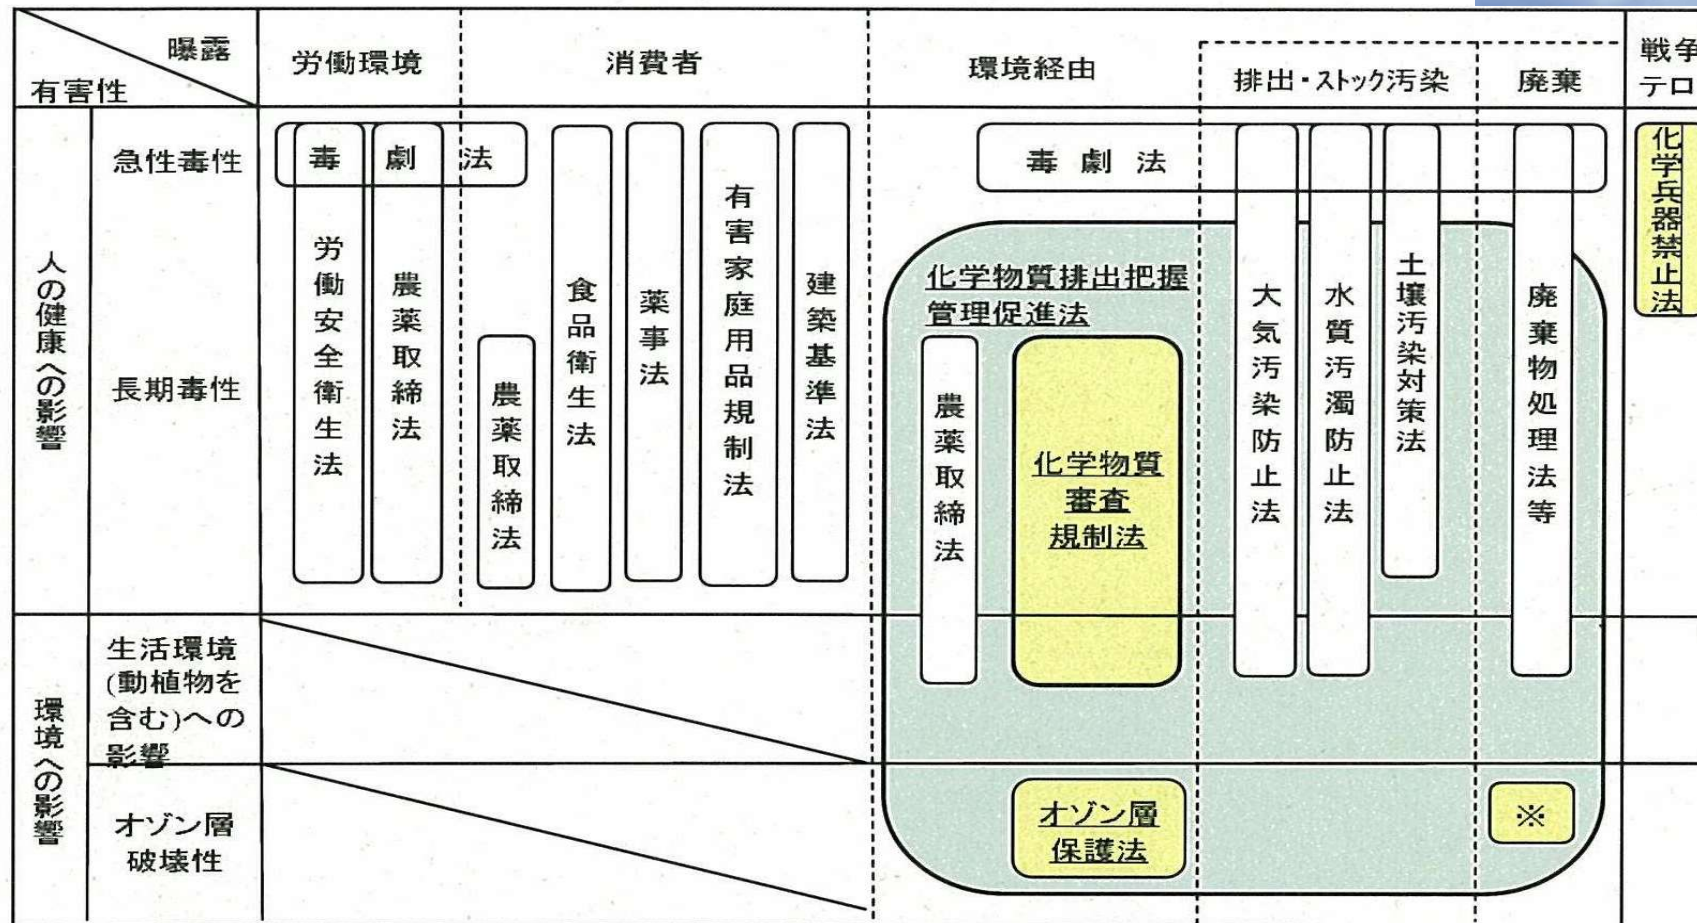 曝露
有害性
労働環境
消費者
環境経由
排出・ストック汚染
廃棄
戦争
テロ
人の健康への影響
急性毒性
長期毒性
毒劇法
労働安全衛生法
農薬取締法
農薬取締法
食品衛生法
薬事法
有害家庭用品規制法
建築基準法
毒劇法
化学物質排出把握
管理促進法
農薬取締法
化学物質
審査
規制法
大気汚染防止法
水質汚濁防止法
土壌汚染対策法
廃棄物処理法等
化学兵器禁止法
環境への影響
生活環境
(動植物を
含む)への
影響
オゾン層
破壊性
オゾン層
保護法
※